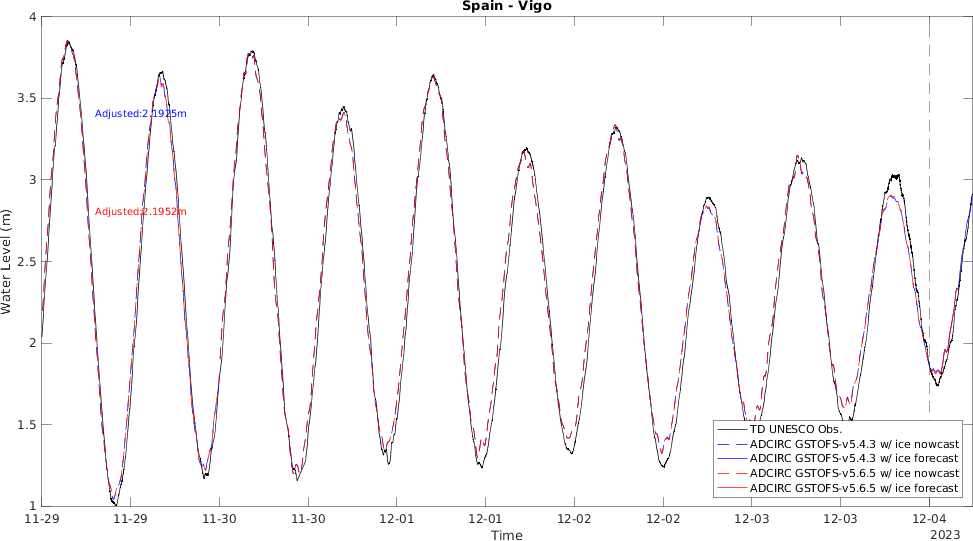 Spain - Vigo
4
3.5
3
2.5
2
1.5
1
Water Level (m)
Adjusted:2.1925m
Adjusted:2.1952m
TD UNESCO Obs.
ADCIRC GSTOFS-v5.4.3 w/ ice nowcast
ADCIRC GSTOFS-v5.4.3 w/ ice forecast
ADCIRC GSTOFS-v5.6.5 w/ ice nowcast
ADCIRC GSTOFS-v5.6.5 w/ ice forecast
11-29 11-29 11-30 11-30 12-01 12-01 12-02 12-02 12-03 12-03 12-04
2023
Time